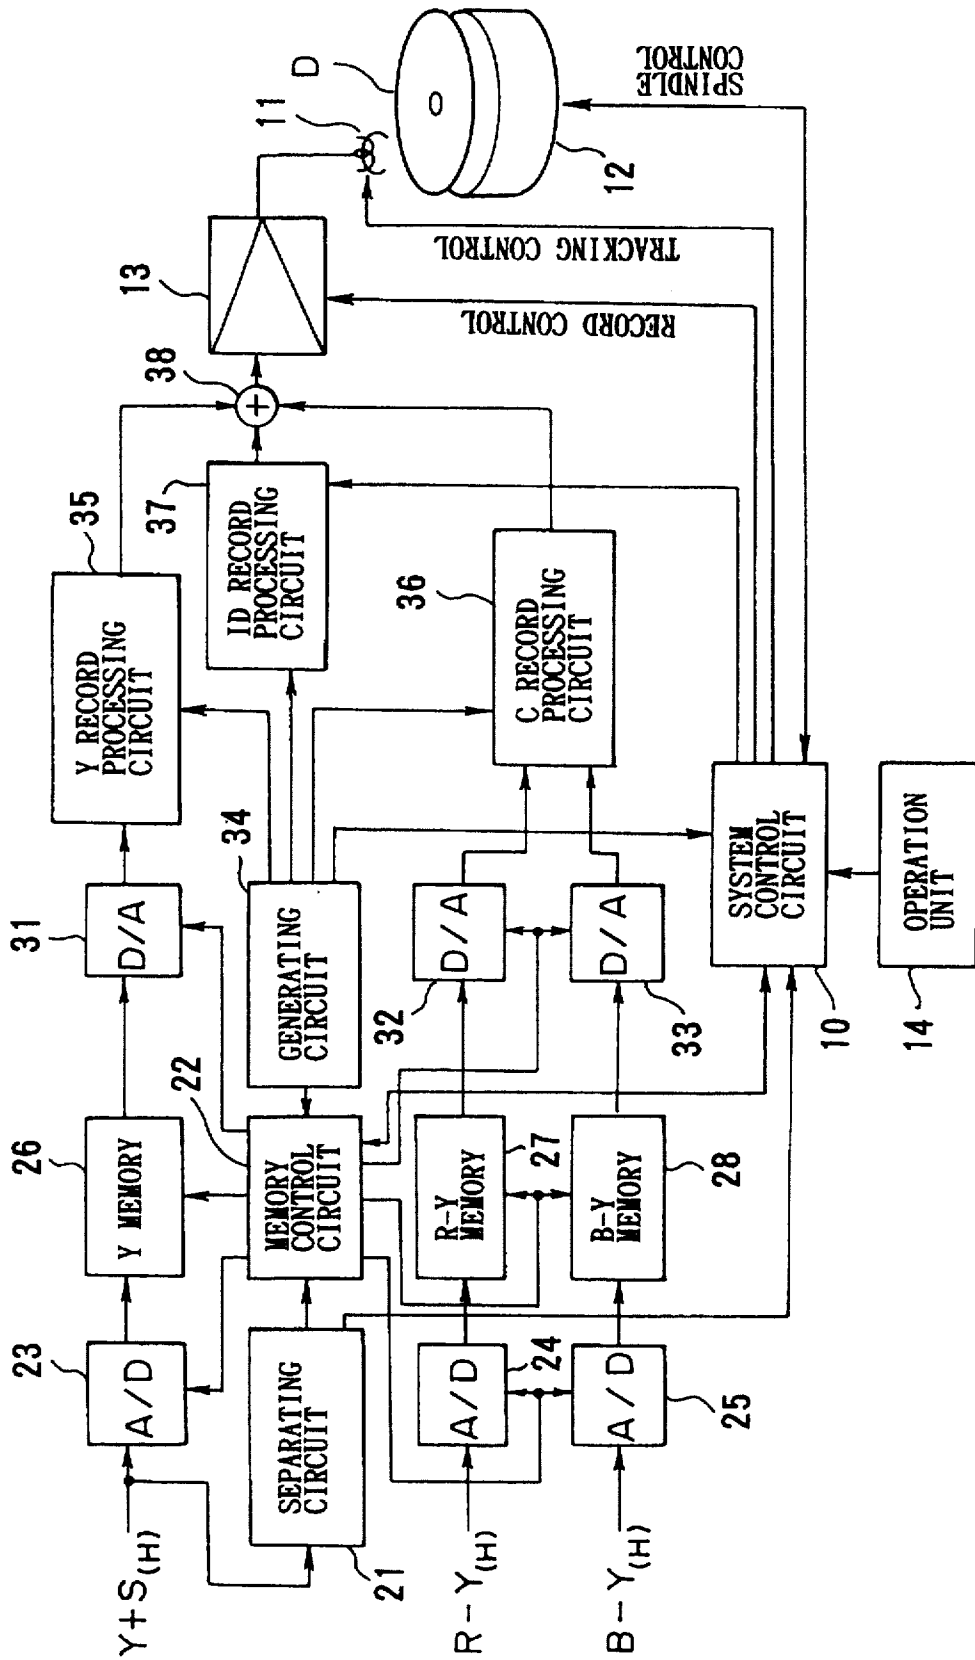 Y+S(H)
23
A/D
26
Y MEMORY
31
D/A
35
Y RECORD
PROCESSING
CIRCUIT
21
SEPARATING
CIRCUIT
22
MEMORY
CONTROL
CIRCUIT
34
GENERATING
CIRCUIT
37
ID RECORD
PROCESSING
CIRCUIT
38
+
13
11
D
12
R-Y(H)
24
A/D
27
R-Y
MEMORY
32
D/A
36
C RECORD
PROCESSING
CIRCUIT
B-Y(H)
25
A/D
28
B-Y
MEMORY
33
D/A
10
SYSTEM
CONTROL
CIRCUIT
14
OPERATION
UNIT
RECORD CONTROL
TRACKING CONTROL
SPINDLE
CONTROL